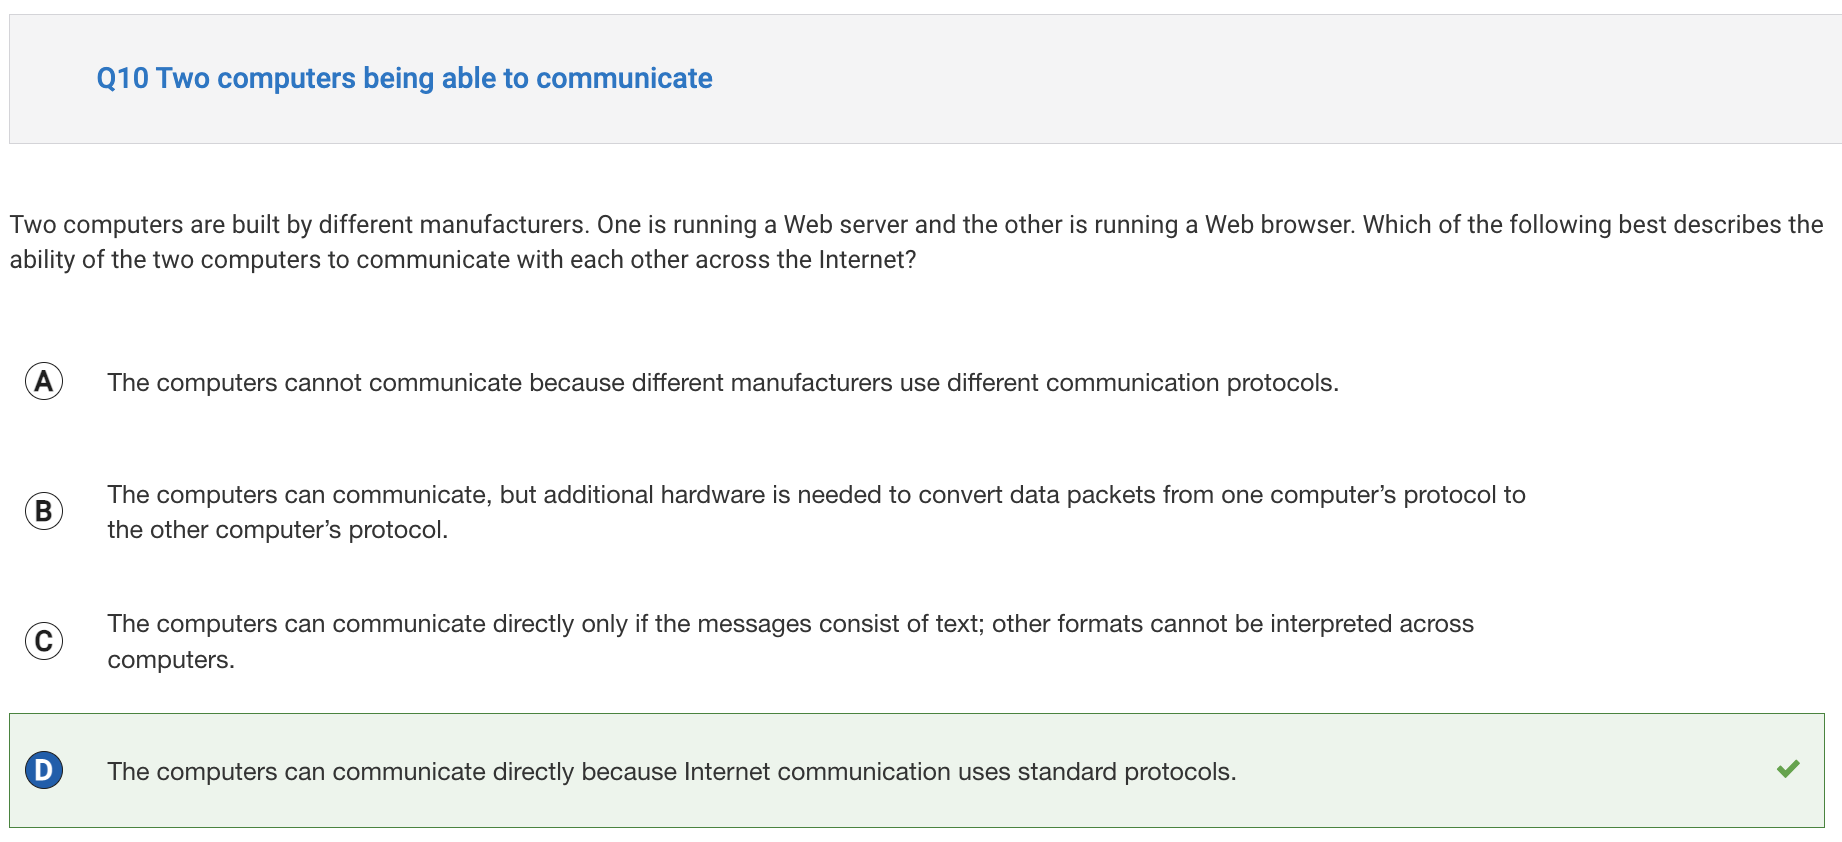 Q10 Two computers being able to communicate
Two computers are built by different manufacturers. One is running a Web server and the other is running a Web browser. Which of the following best describes the
ability of the two computers to communicate with each other across the Internet?
A The computers cannot communicate because different manufacturers use different communication protocols.
B The computers can communicate, but additional hardware is needed to convert data packets from one computer’s protocol to
the other computer’s protocol.
C The computers can communicate directly only if the messages consist of text; other formats cannot be interpreted across
computers.
D The computers can communicate directly because Internet communication uses standard protocols.